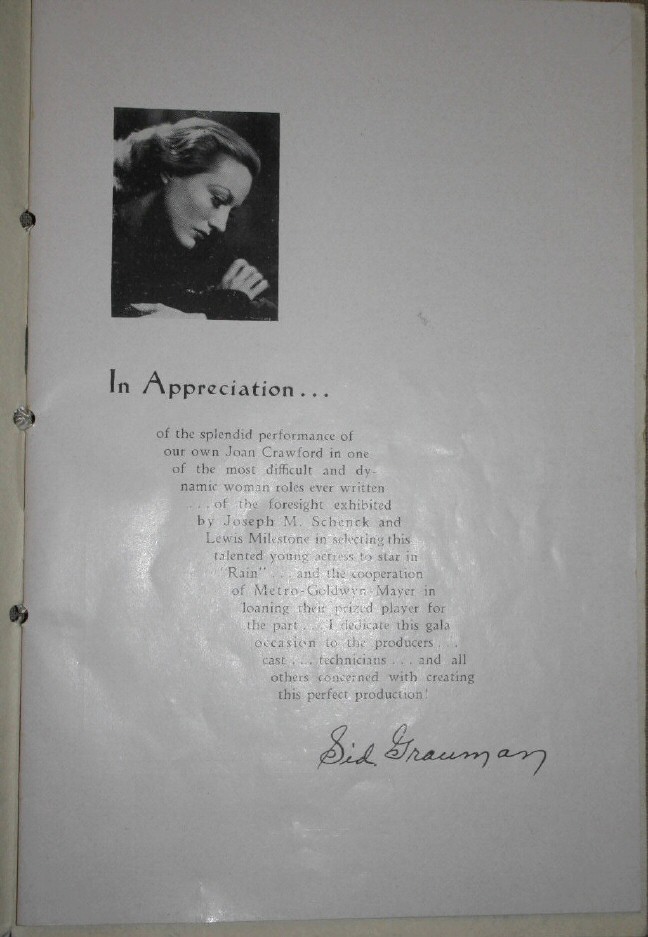 In Appreciation...
of the splendid performance of
our own Joan Crawford in one
of the most difficult and dy-
namic woman roles ever written
...of the foresight exhibited
by Joseph M. Schenck and
Lewis Milestone in selecting this
talented young actress to star in
"Rain"... and the cooperation
of Metro-Goldwyn-Mayer in
loaning their prized player for
the part ... I dedicate this gala
occasion to the producers...
cast ... technicians ... and all
others concerned with creating
this perfect production!
Sid. Grauman